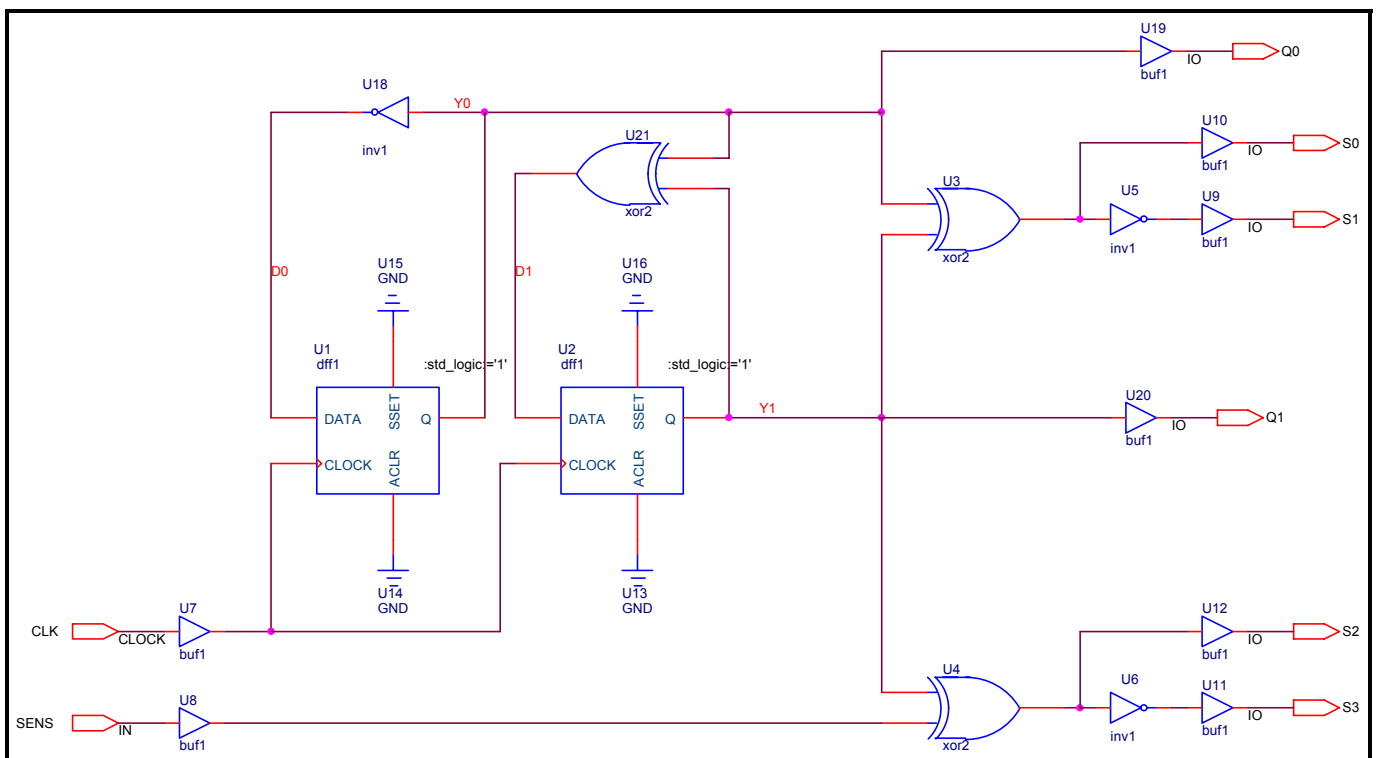 U19
Q0
IO
buf1
U18
Y0
inv1
U21
xor2
U10
S0
IO
buf1
U3
xor2
U5
inv1
U9
S1
IO
buf1
D0
D1
U15
GND
U16
GND
U1
dff1
:std_logic:='1'
U2
dff1
:std_logic:='1'
DATA
SSET
Q
CLOCK
ACLR
DATA
SSET
Q
CLOCK
ACLR
Y1
U20
Q1
IO
buf1
U14
GND
U13
GND
CLK
CLOCK
U7
buf1
U12
S2
IO
buf1
U4
xor2
U6
inv1
U11
S3
IO
buf1
SENS
IN
U8
buf1